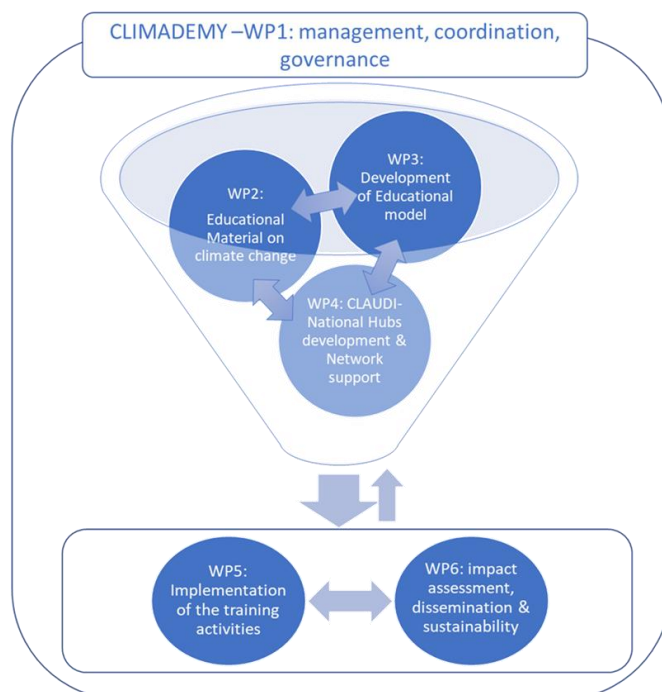 CLIMADEMY –WP1: management, coordination,
governance
WP2:
Educational
Material on
climate change
WP3:
Development
of Educational
model
WP4: CLAUDI-
National Hubs
development &
Network
support
WP5:
Implementation
of the training
activities
WP6: impact
assessment,
dissemination &
sustainability